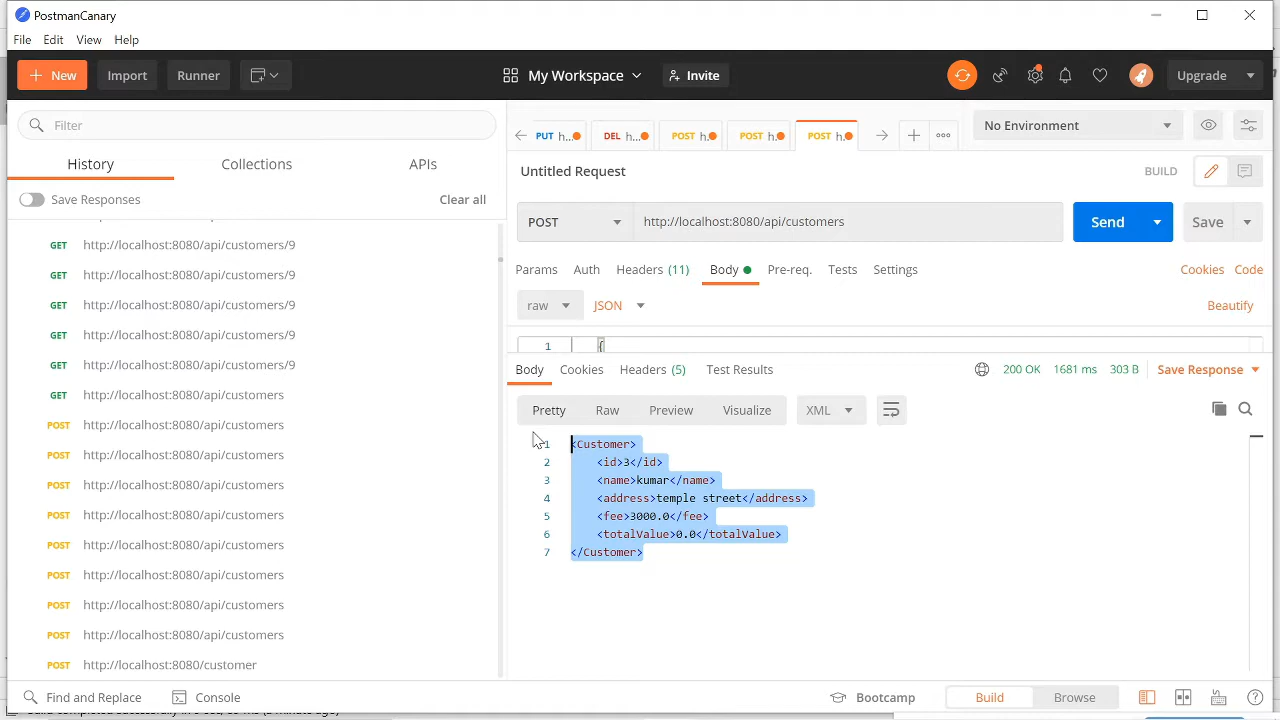 PostmanCanary
File Edit View Help
New Import Runner My Workspace Invite Upgrade
Filter
History Collections APIs
Save Responses Clear all
GET http://localhost:8080/api/customers/9
GET http://localhost:8080/api/customers/9
GET http://localhost:8080/api/customers/9
GET http://localhost:8080/api/customers/9
GET http://localhost:8080/api/customers/9
GET http://localhost:8080/api/customers
POST http://localhost:8080/api/customers
POST http://localhost:8080/api/customers
POST http://localhost:8080/api/customers
POST http://localhost:8080/api/customers
POST http://localhost:8080/api/customers
POST http://localhost:8080/api/customers
POST http://localhost:8080/api/customers
POST http://localhost:8080/api/customers
POST http://localhost:8080/customer
PUT h... DEL h... POST h. POST h. POST h. No Environment
Untitled Request BUILD
POST http://localhost:8080/api/customers Send Save
Params Auth Headers (11) Body Pre-req. Tests Settings Cookies Code
raw JSON Beautify
1 {
Body Cookies Headers (5) Test Results 200 OK 1681 ms 303 B Save Response
Pretty Raw Preview Visualize XML
1 <Customer>
2 <id>3</id>
3 <name>kumar</name>
4 <address>temple street</address>
5 <fee>3000.0</fee>
6 <totalValue>0.0</totalValue>
7 </Customer>
Find and Replace Console Bootcamp Build Browse